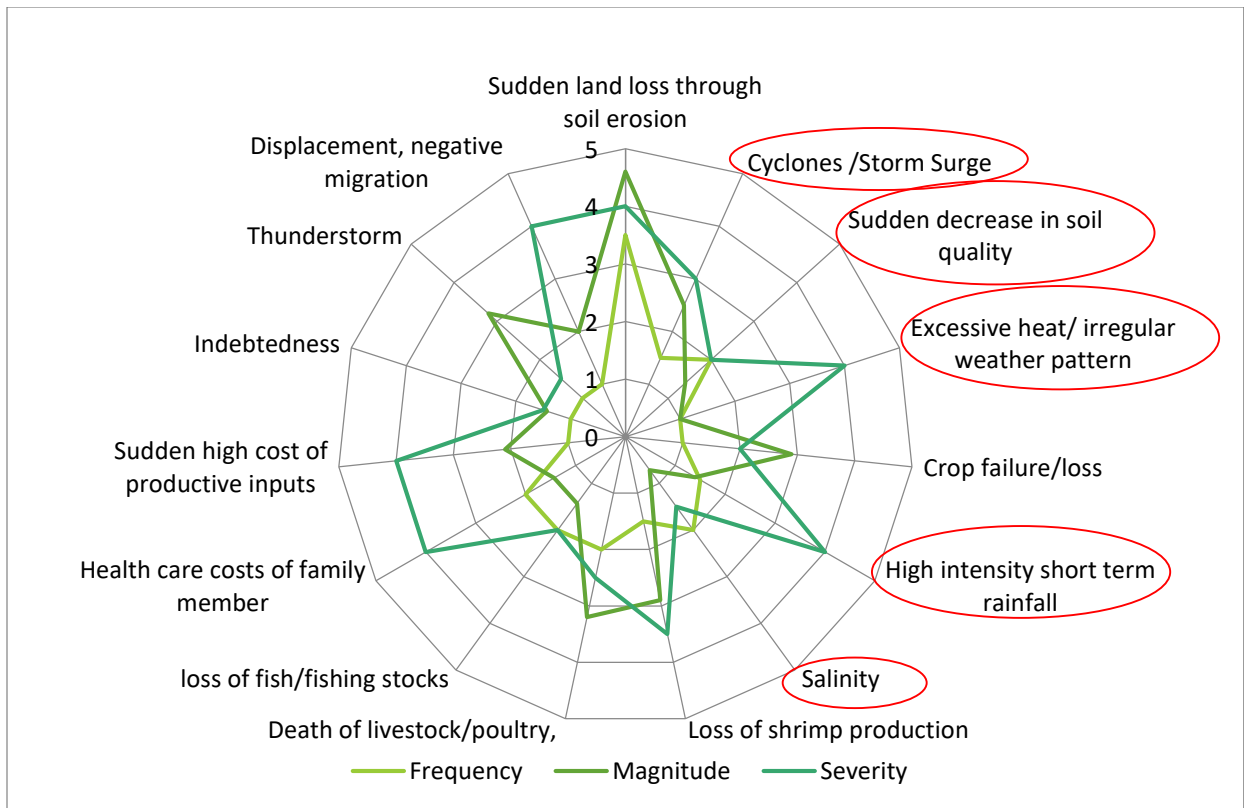 Sudden land loss through
soil erosion
Cyclones /Storm Surge
Sudden decrease in soil
quality
Excessive heat/ irregular
weather pattern
Crop failure/loss
High intensity short term
rainfall
Salinity
Loss of shrimp production
Death of livestock/poultry,
loss of fish/fishing stocks
Health care costs of family
member
Sudden high cost of
productive inputs
Indebtedness
Thunderstorm
Displacement, negative
migration
5
4
3
2
1
0
Frequency
Magnitude
Severity